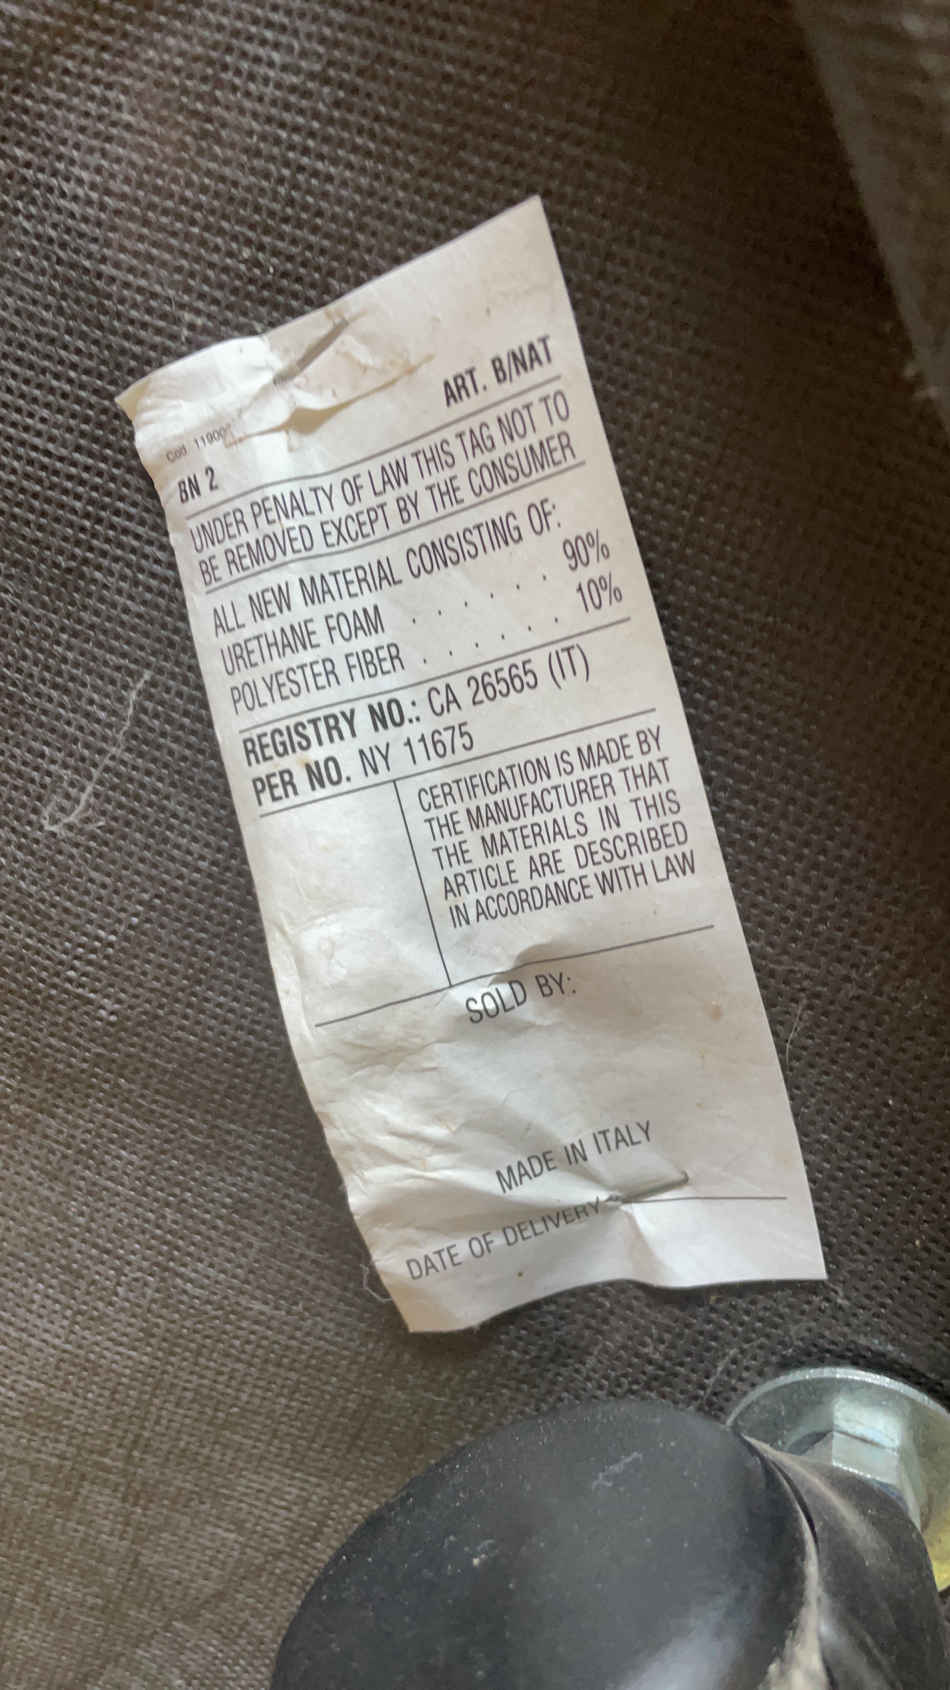 ART. B/NAT
Cod
BN 2
UNDER PENALTY OF LAW THIS TAG NOT TO
BE REMOVED EXCEPT BY THE CONSUMER
ALL NEW MATERIAL CONSISTING OF:
URETHANE FOAM . . . . . 90%
POLYESTER FIBER . . . . . . 10%
REGISTRY NO.: CA 26565 (IT)
PER NO. NY 11675
CERTIFICATION IS MADE BY
THE MANUFACTURER THAT
THE MATERIALS IN THIS
ARTICLE ARE DESCRIBED
IN ACCORDANCE WITH LAW
SOLD BY:
MADE IN ITALY
DATE OF DELIVERY